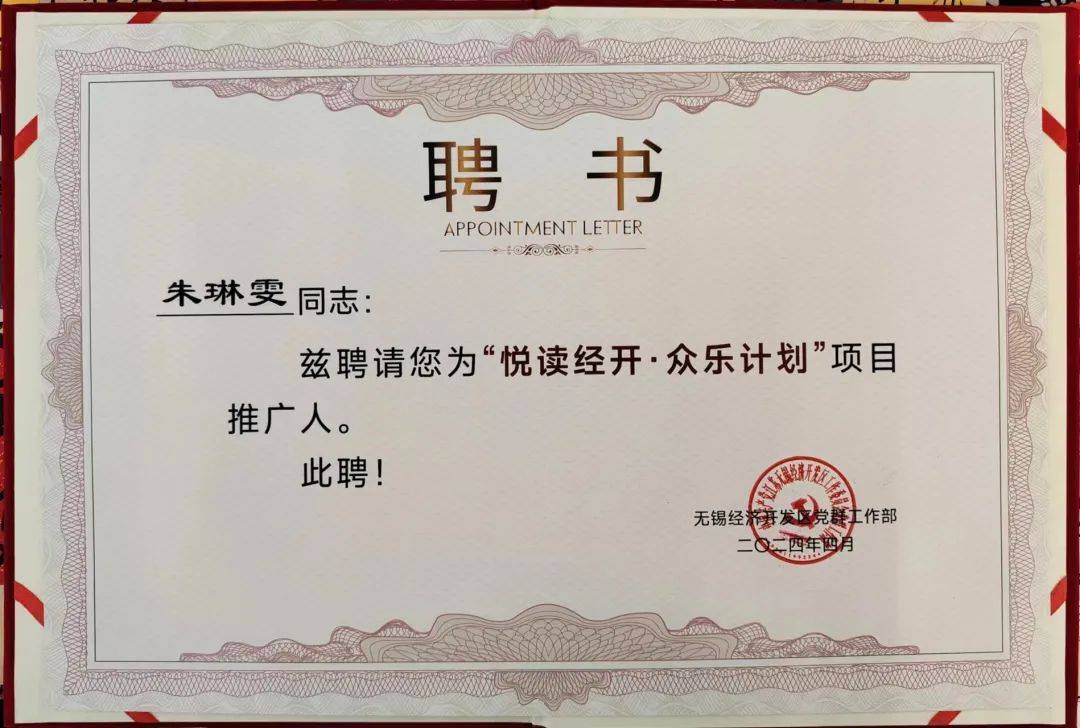 聘 书
APPOINTMENT LETTER
朱琳雯同志：
兹聘请您为“悦读经开·众乐计划”项目
推广人。
此聘！
无锡经济开发区党群工作部
二〇二四年四月